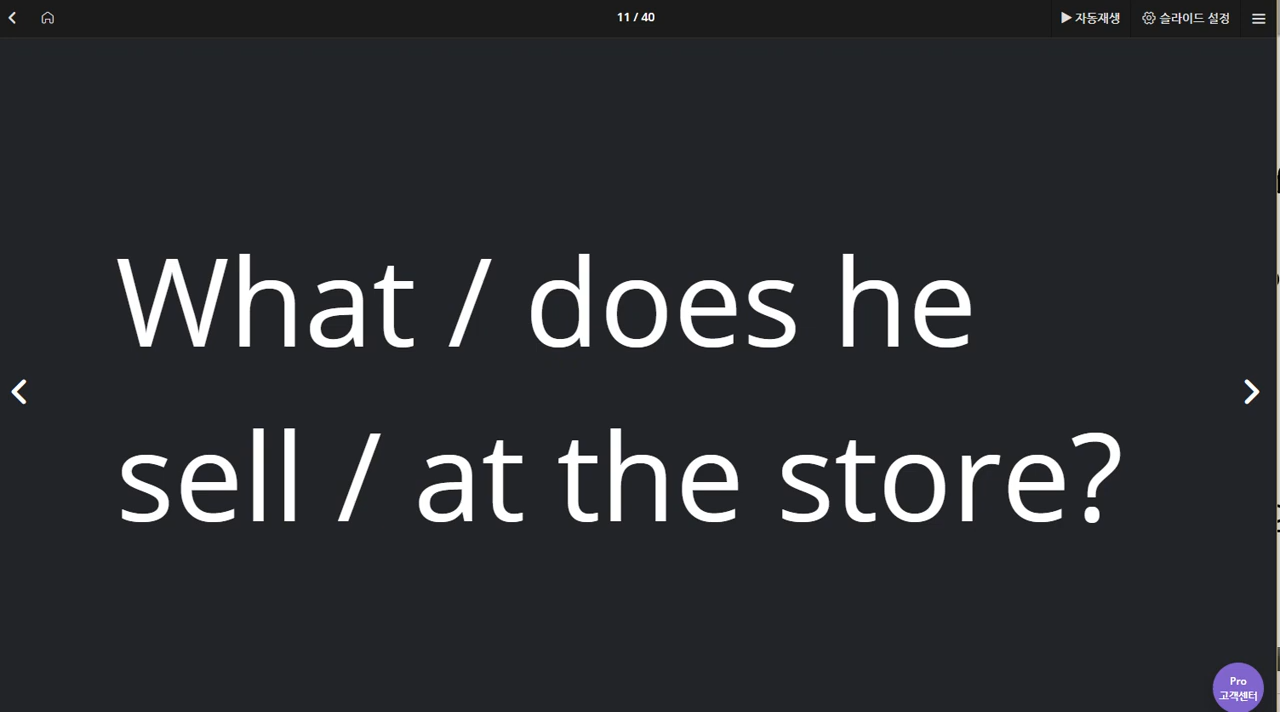 11 / 40
▶ 자동재생
슬라이드 설정
What / does he
sell / at the store?
Pro
고객센터